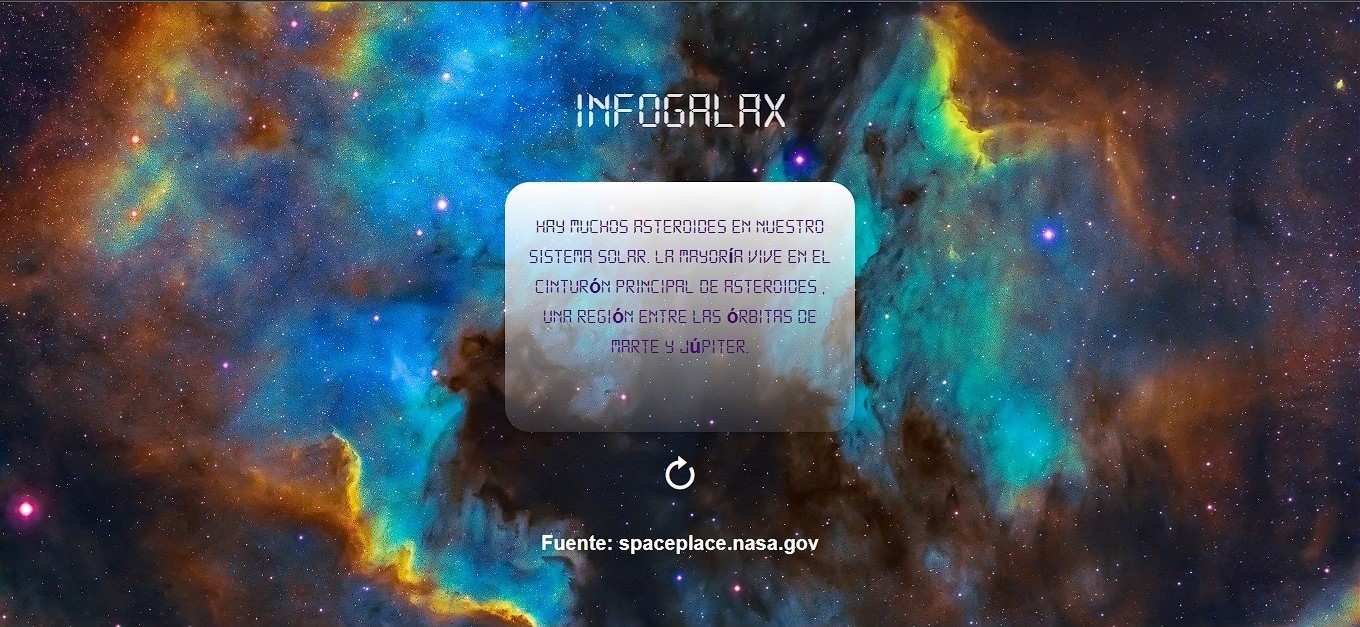 INFOGALAX
HAY MUCHOS ASTEROIDES EN NUESTRO
SISTEMA SOLAR. LA MAYORÍA VIVE EN EL
CINTURÓN PRINCIPAL DE ASTEROIDES ,
UNA REGIÓN ENTRE LAS ÓRBITAS DE
MARTE Y JÚPITER.
Fuente: spaceplace.nasa.gov